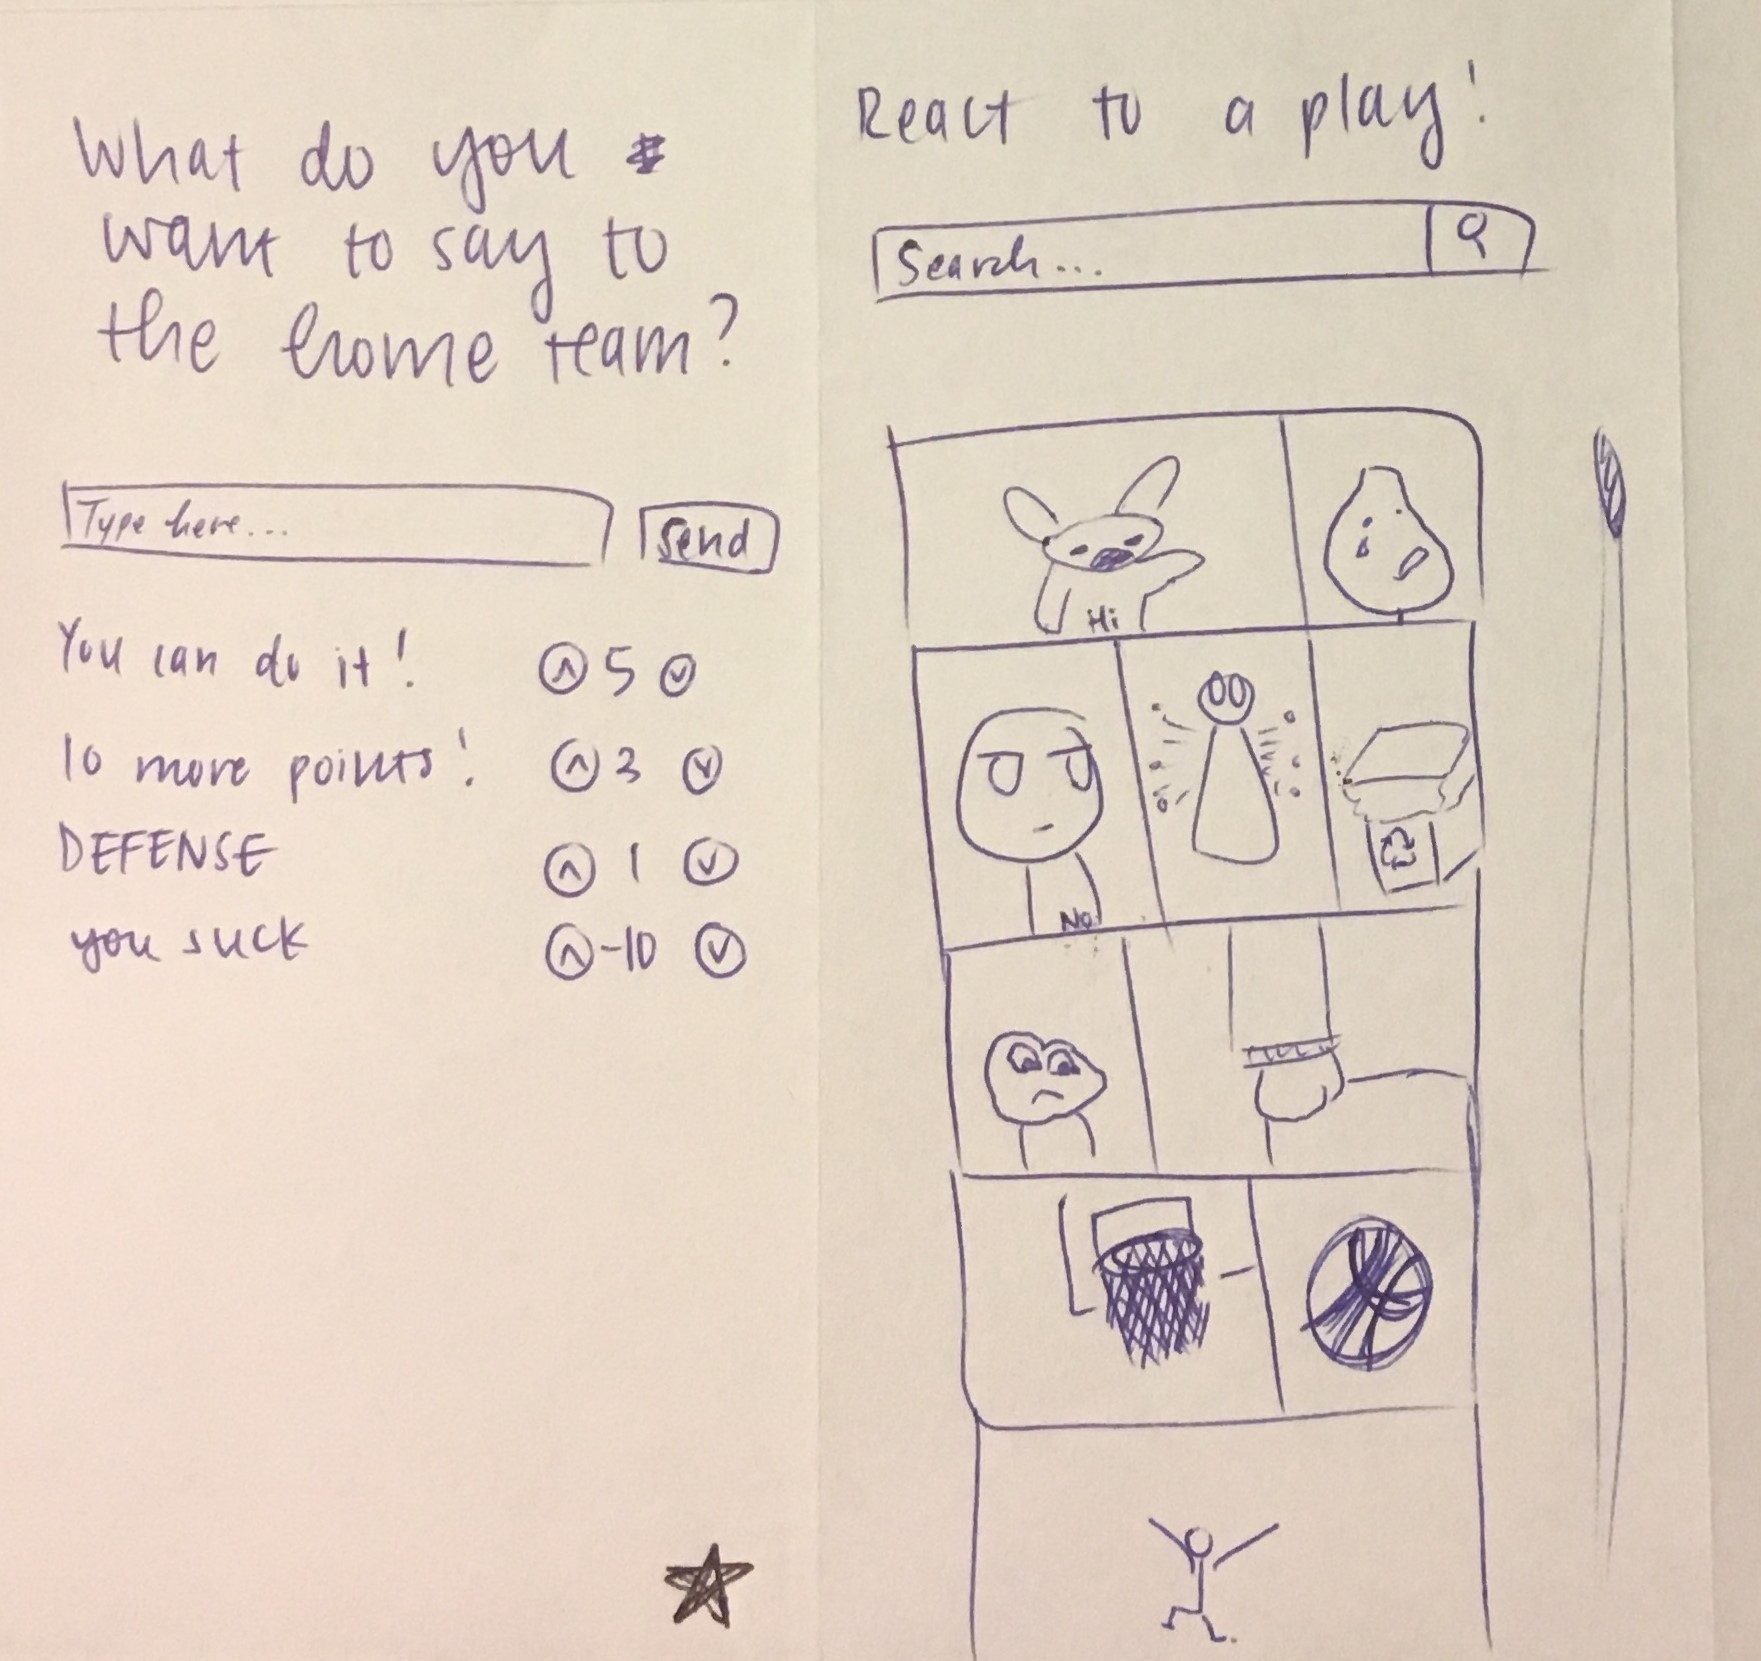 What do you
want to say to
the home team?
Type here...
Send
You can do it! 5
10 more points! 3
DEFENSE 1
you suck -10
React to a play!
Search...
Hi
No